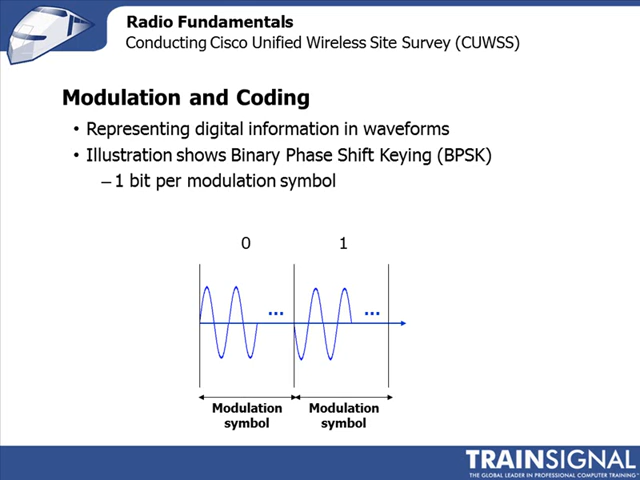 Radio Fundamentals
Conducting Cisco Unified Wireless Site Survey (CUWSS)
Modulation and Coding
• Representing digital information in waveforms
• Illustration shows Binary Phase Shift Keying (BPSK)
– 1 bit per modulation symbol
0 1
... ...
Modulation Modulation
symbol symbol
TRAINSIGNAL
THE GLOBAL LEADER IN PROFESSIONAL COMPUTER TRAINING